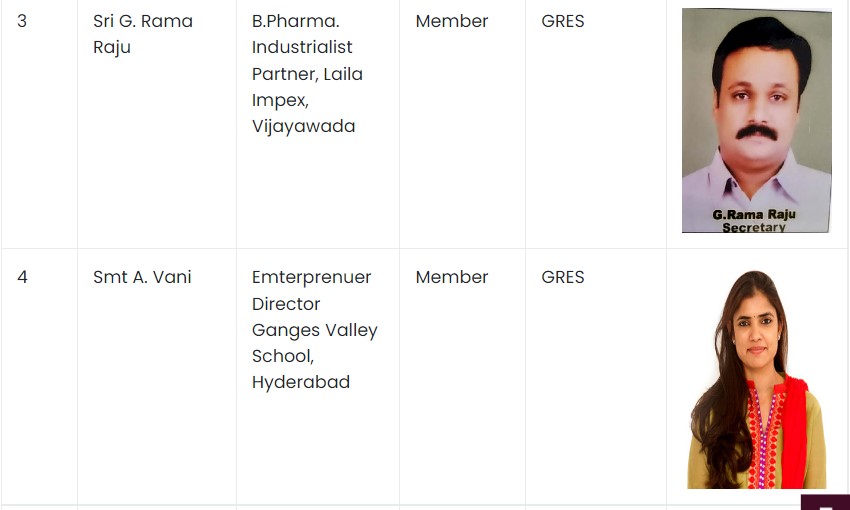 3
Sri G. Rama
Raju
B.Pharma.
Industrialist
Partner, Laila
Impex,
Vijayawada
Member
GRES
G.Rama Raju
Secretary
4
Smt A. Vani
Emterprenuer
Director
Ganges Valley
School,
Hyderabad
Member
GRES